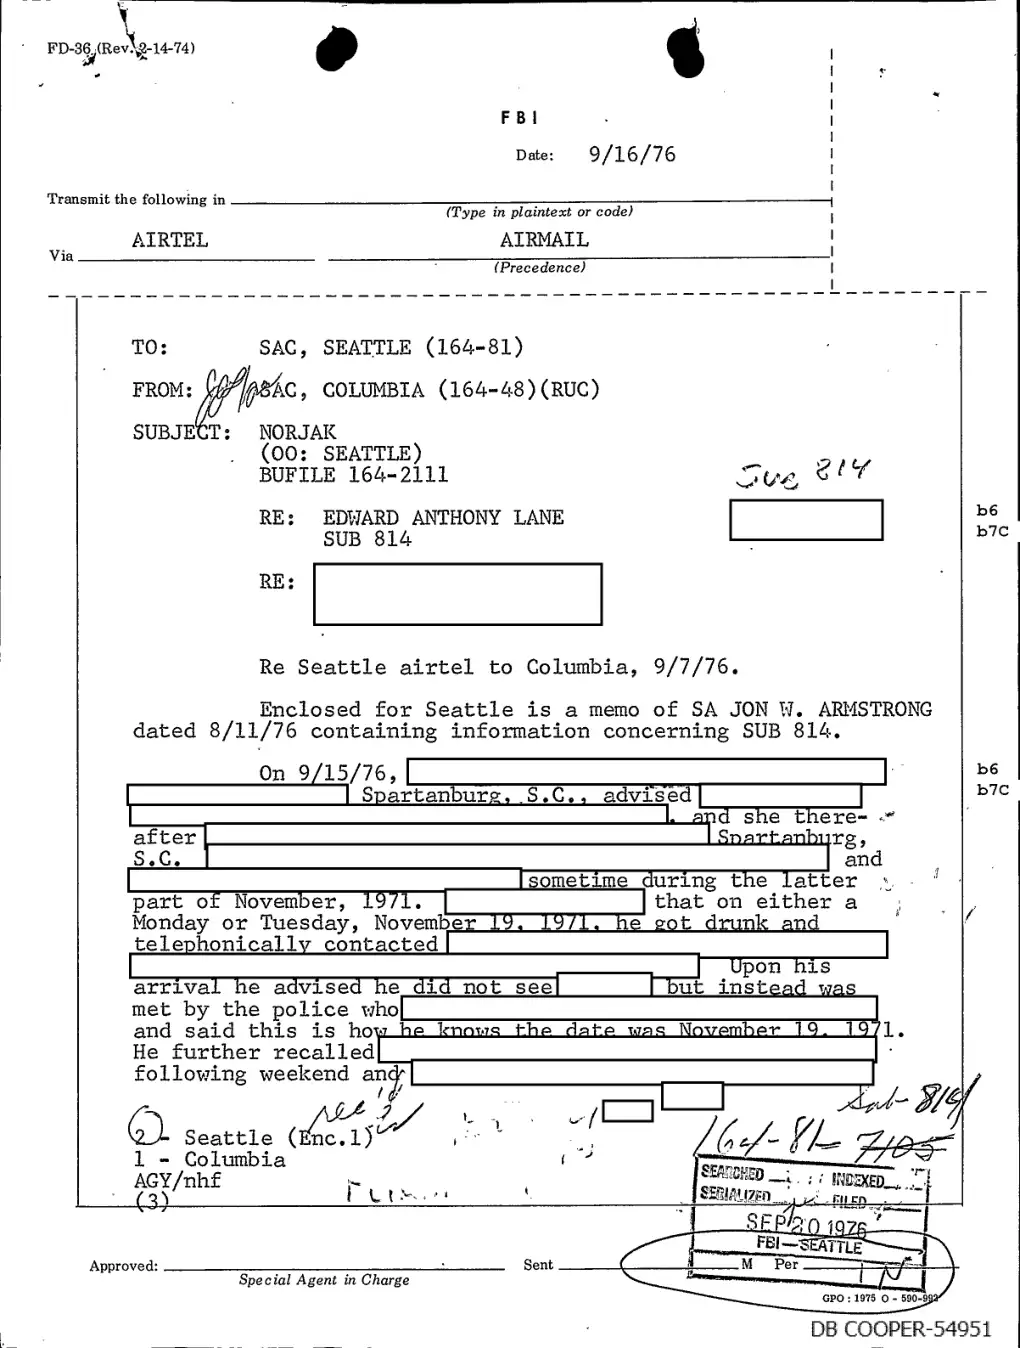 FD-36 (Rev. 2-14-74)
FBI
Date: 9/16/76
Transmit the following in
(Type in plaintext or code)
Via AIRTEL AIRMAIL
(Precedence)
TO: SAC, SEATTLE (164-81)
FROM: SAC, COLUMBIA (164-48)(RUC)
SUBJECT: NORJAK
(OO: SEATTLE)
BUFILE 164-2111
Sub 814
RE: EDWARD ANTHONY LANE
SUB 814
b6
b7C
RE:
Re Seattle airtel to Columbia, 9/7/76.
Enclosed for Seattle is a memo of SA JON W. ARMSTRONG
dated 8/11/76 containing information concerning SUB 814.
On 9/15/76,
b6
b7C
Spartanburg, S.C., advised
, and she there-
after Spartanburg,
S.C. and
sometime during the latter
part of November, 1971. that on either a
Monday or Tuesday, November 19, 1971, he got drunk and
telephonically contacted
Upon his
arrival he advised he did not see but instead was
met by the police who
and said this is how he knows the date was November 19, 1971.
He further recalled
following weekend and
Sub 814
rec'd
2 - Seattle (Enc.1)
164-81-7105
1 - Columbia
AGY/nhf
(3)
SEARCHED INDEXED
SERIALIZED FILED
SEP 20 1976
FBI—SEATTLE
Approved: Sent M Per
Special Agent in Charge
GPO : 1975 O - 590-992
DB COOPER-54951